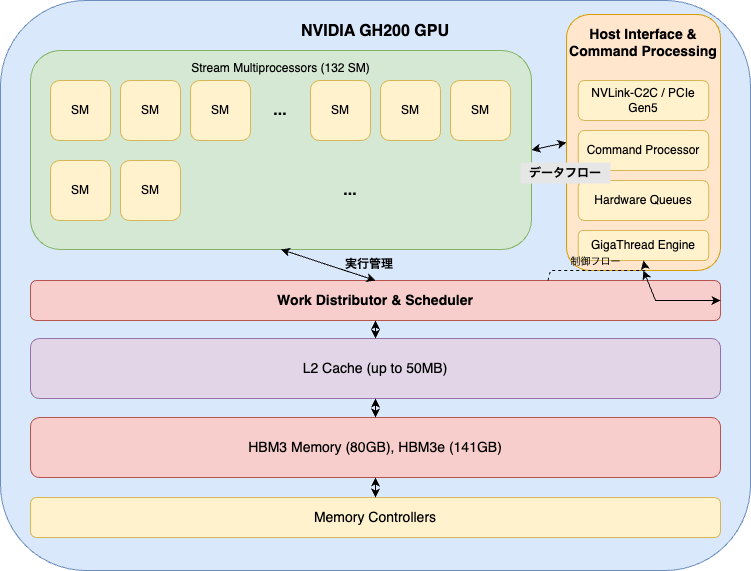 NVIDIA GH200 GPU
Stream Multiprocessors (132 SM)
SM
SM
SM
...
SM
SM
SM
SM
SM
...
Host Interface &
Command Processing
NVLink-C2C / PCIe
Gen5
Command Processor
データフロー
Hardware Queues
GigaThread Engine
制御フロー
実行管理
Work Distributor & Scheduler
L2 Cache (up to 50MB)
HBM3 Memory (80GB), HBM3e (141GB)
Memory Controllers